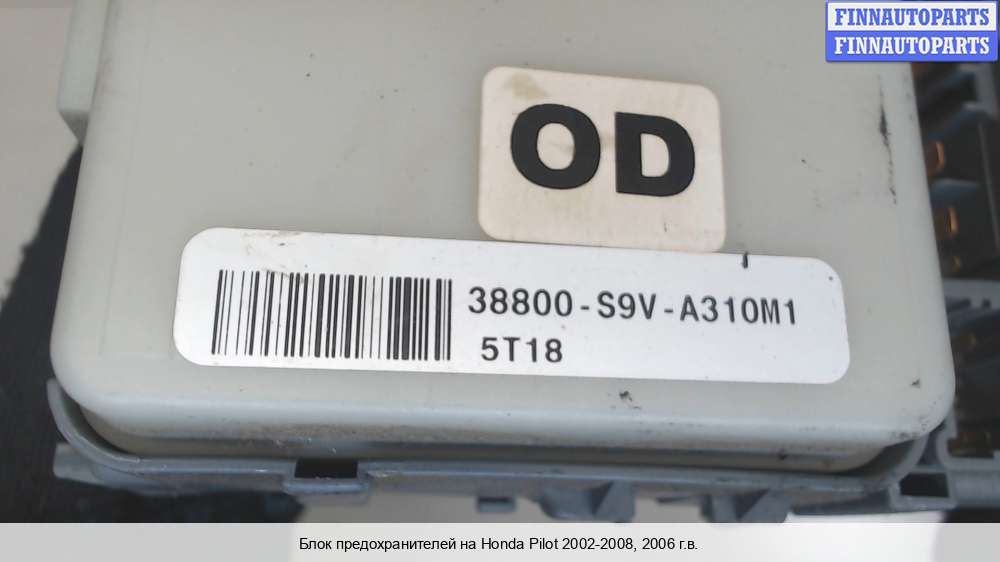 FINNAUTOPARTS
FINNAUTOPARTS
OD
38800-S9V-A310M1
5T18
Блок предохранителей на Honda Pilot 2002-2008, 2006 г.в.